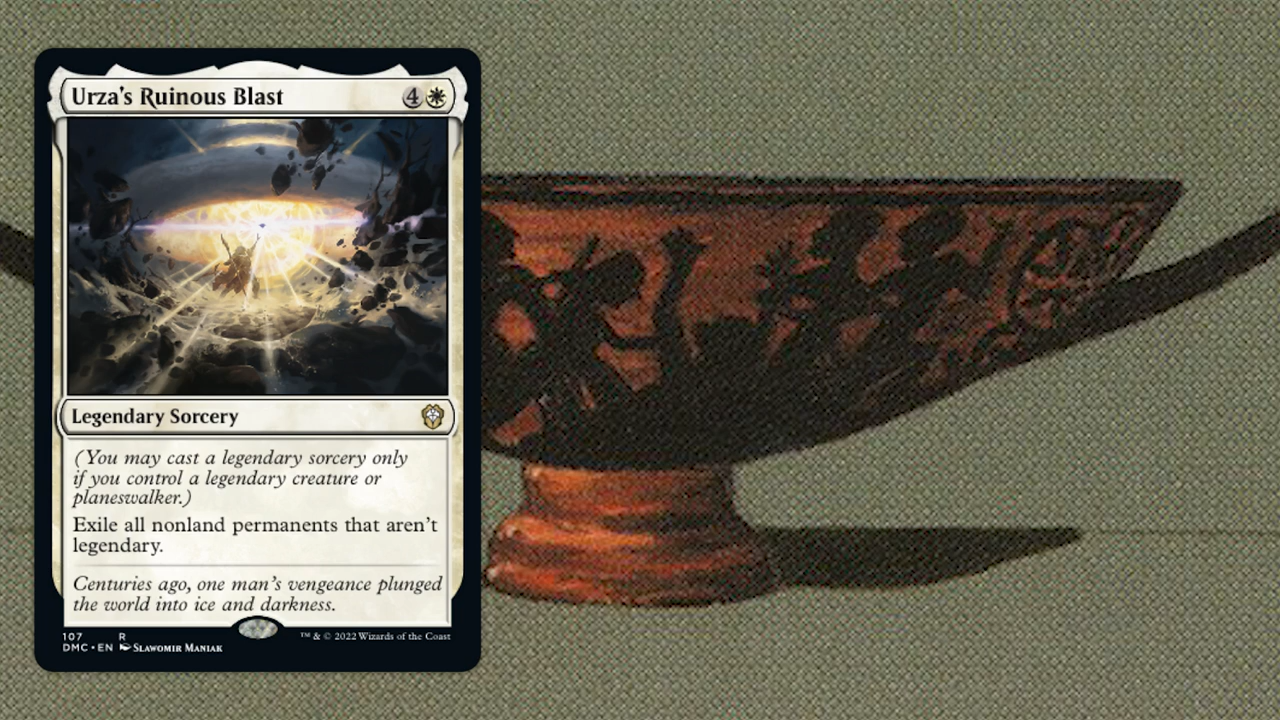 Urza's Ruinous Blast 4
Legendary Sorcery
(You may cast a legendary sorcery only
if you control a legendary creature or
planeswalker.)
Exile all nonland permanents that aren't
legendary.
Centuries ago, one man's vengeance plunged
the world into ice and darkness.
107 R
DMC • EN Slawomir Maniak
™ & © 2022 Wizards of the Coast